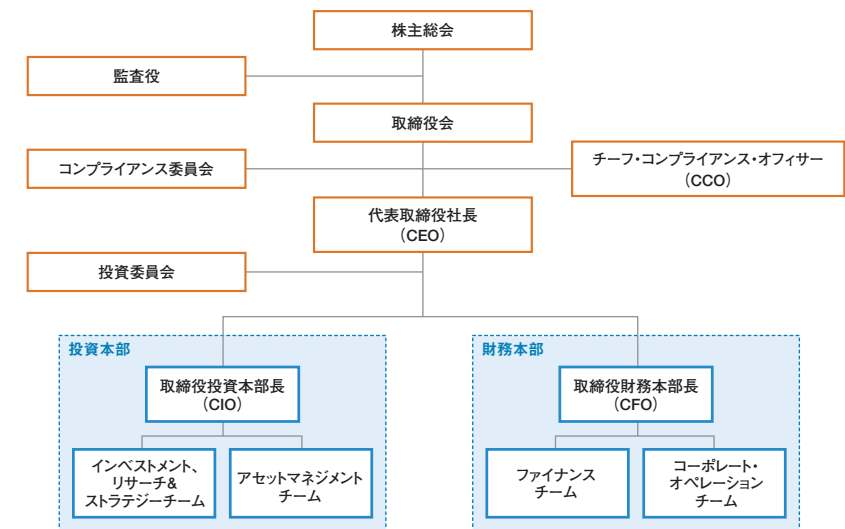 株主総会
監査役
取締役会
コンプライアンス委員会
チーフ・コンプライアンス・オフィサー
（CCO）
代表取締役社長
（CEO）
投資委員会
投資本部
取締役投資本部長
（CIO）
インベストメント、
リサーチ&
ストラテジーチーム
アセットマネジメント
チーム
財務本部
取締役財務本部長
（CFO）
ファイナンス
チーム
コーポレート・
オペレーション
チーム